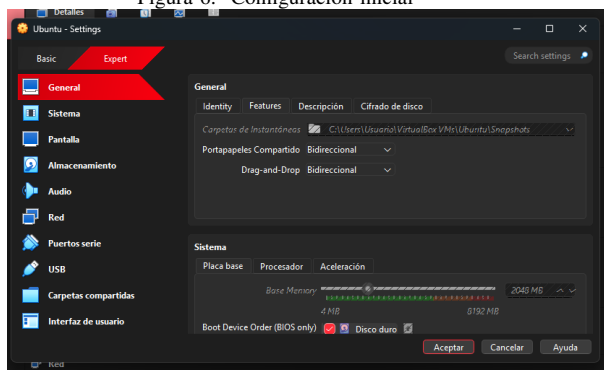 Figura 6. Configuración inicial
Detalles
Ubuntu - Settings
Basic Expert Search settings
General
Sistema
Pantalla
Almacenamiento
Audio
Red
Puertos serie
USB
Carpetas compartidas
Interfaz de usuario
General
Identity Features Descripción Cifrado de disco
Carpetas de Instantáneas C:\Users\Usuario\VirtualBox VMs\Ubuntu\Snapshots
Portapapeles Compartido Bidireccional
Drag-and-Drop Bidireccional
Sistema
Placa base Procesador Aceleración
Base Memory 2048 MB
4 MB 8192 MB
Boot Device Order (BIOS only) Disco duro
Aceptar Cancelar Ayuda
Red